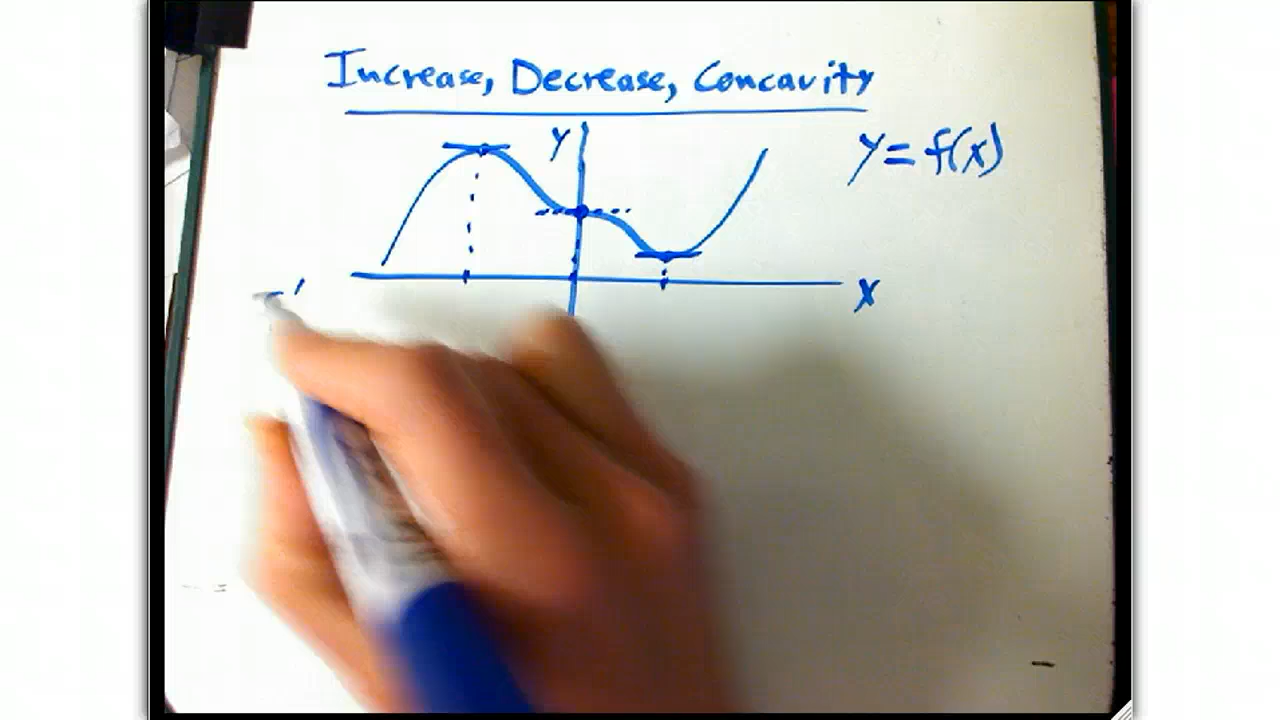 Increase, Decrease, Concavity
y
y = f(x)
x